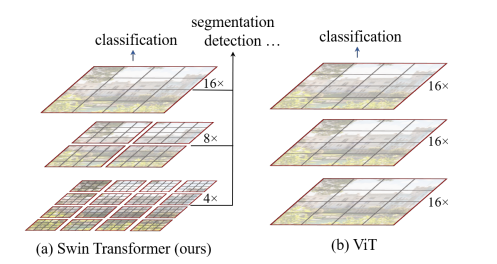 segmentation
classification
detection ...
classification
16×
8×
4×
16×
16×
16×
(a) Swin Transformer (ours)
(b) ViT